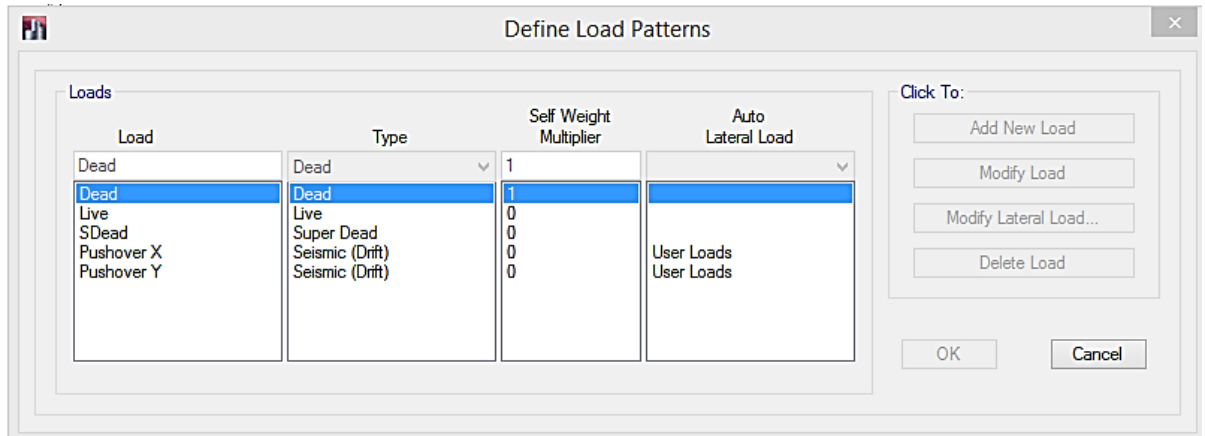 Define Load Patterns
Loads
Load Type Self Weight Multiplier Auto Lateral Load
Dead Dead 1
Dead Dead 1
Live Live 0
SDead Super Dead 0
Pushover X Seismic (Drift) 0 User Loads
Pushover Y Seismic (Drift) 0 User Loads
Click To:
Add New Load
Modify Load
Modify Lateral Load...
Delete Load
OK Cancel